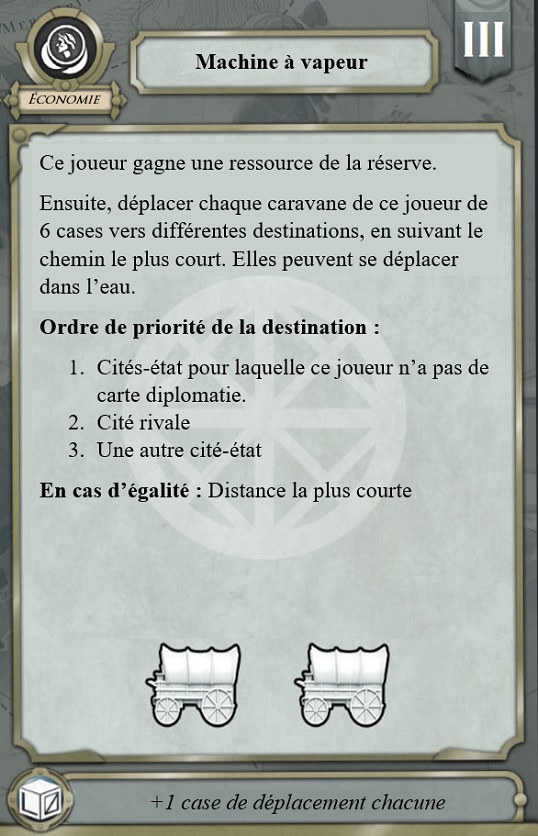 III
Machine à vapeur
ÉCONOMIE
Ce joueur gagne une ressource de la réserve.
Ensuite, déplacer chaque caravane de ce joueur de
6 cases vers différentes destinations, en suivant le
chemin le plus court. Elles peuvent se déplacer
dans l’eau.
Ordre de priorité de la destination :
1. Cités-état pour laquelle ce joueur n’a pas de
carte diplomatie.
2. Cité rivale
3. Une autre cité-état
En cas d’égalité : Distance la plus courte
+1 case de déplacement chacune